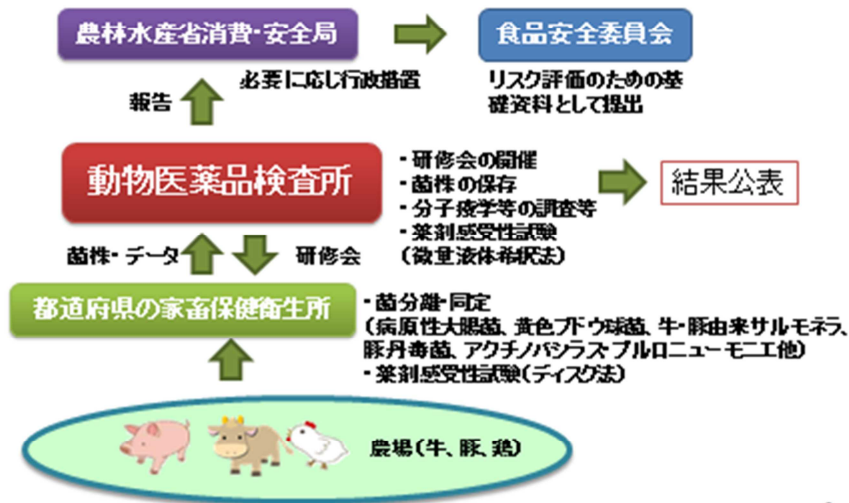 農林水産省消費・安全局
食品安全委員会
報告
必要に応じ行政措置
リスク評価のための基
礎資料として提出
動物医薬品検査所
・研修会の開催
・菌株の保存
・分子疫学等の調査等
・薬剤感受性試験
(微量液体希釈法)
結果公表
菌株・データ
研修会
都道府県の家畜保健衛生所
・菌分離・同定
(病原性大腸菌、黄色ブドウ球菌、牛・豚由来サルモネラ、
豚丹毒菌、アクチノバシラス・プルロニューモニエ他)
・薬剤感受性試験(ディスク法)
農場(牛、豚、鶏)